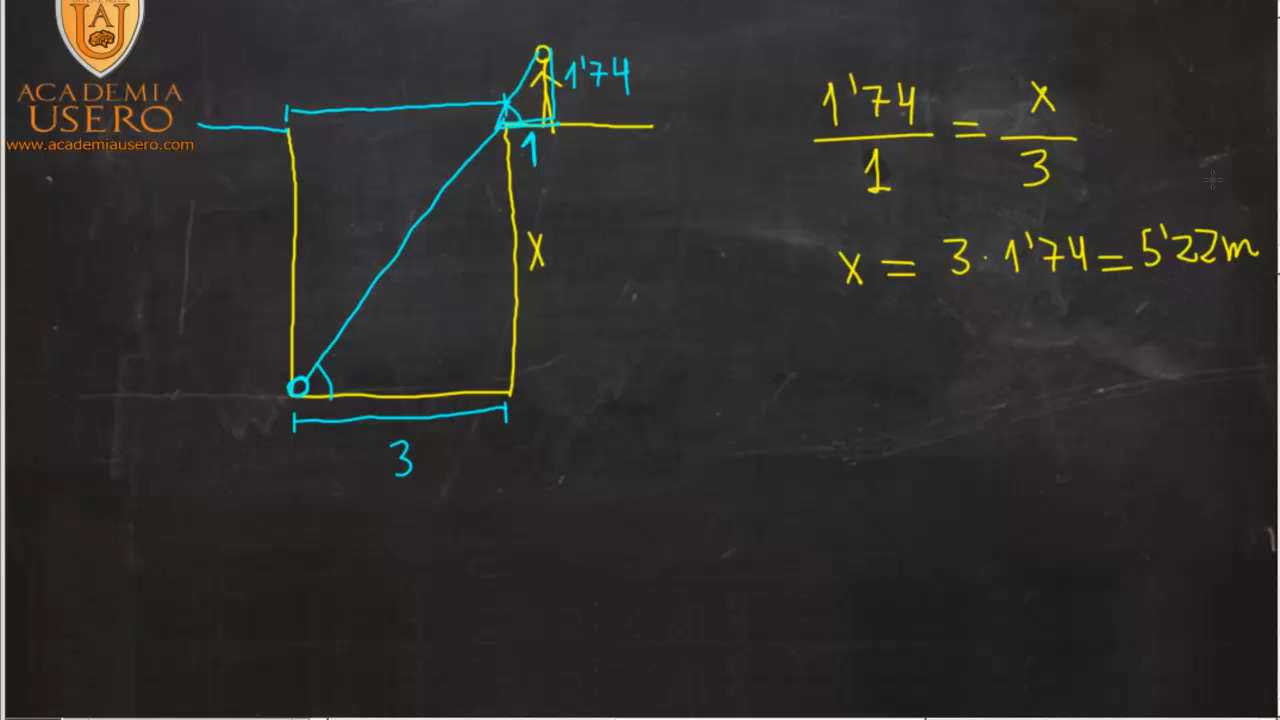 ACADEMIA
USERO
www.academiausero.com
1'74
1
x
3
1'74 / 1 = x / 3
x = 3 · 1'74 = 5'22m